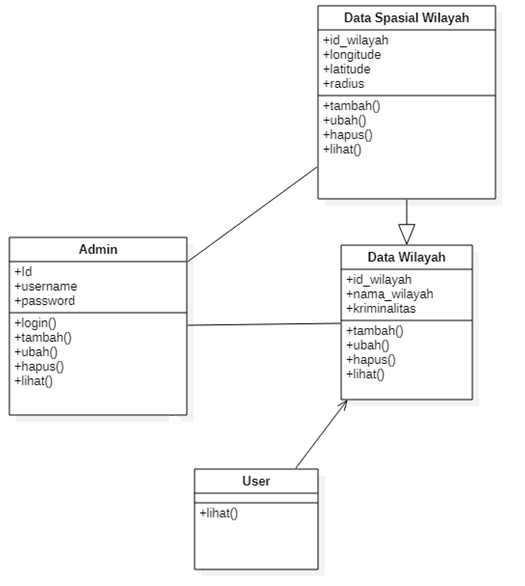 Data Spasial Wilayah
+id_wilayah
+longitude
+latitude
+radius
+tambah()
+ubah()
+hapus()
+lihat()
Admin
+Id
+username
+password
+login()
+tambah()
+ubah()
+hapus()
+lihat()
Data Wilayah
+id_wilayah
+nama_wilayah
+kriminalitas
+tambah()
+ubah()
+hapus()
+lihat()
User
+lihat()